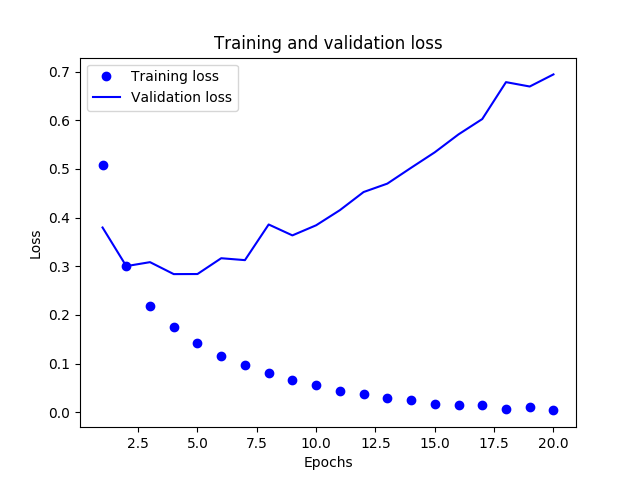 Training and validation loss
Training loss
Validation loss
Loss
0.7
0.6
0.5
0.4
0.3
0.2
0.1
0.0
2.5 5.0 7.5 10.0 12.5 15.0 17.5 20.0
Epochs